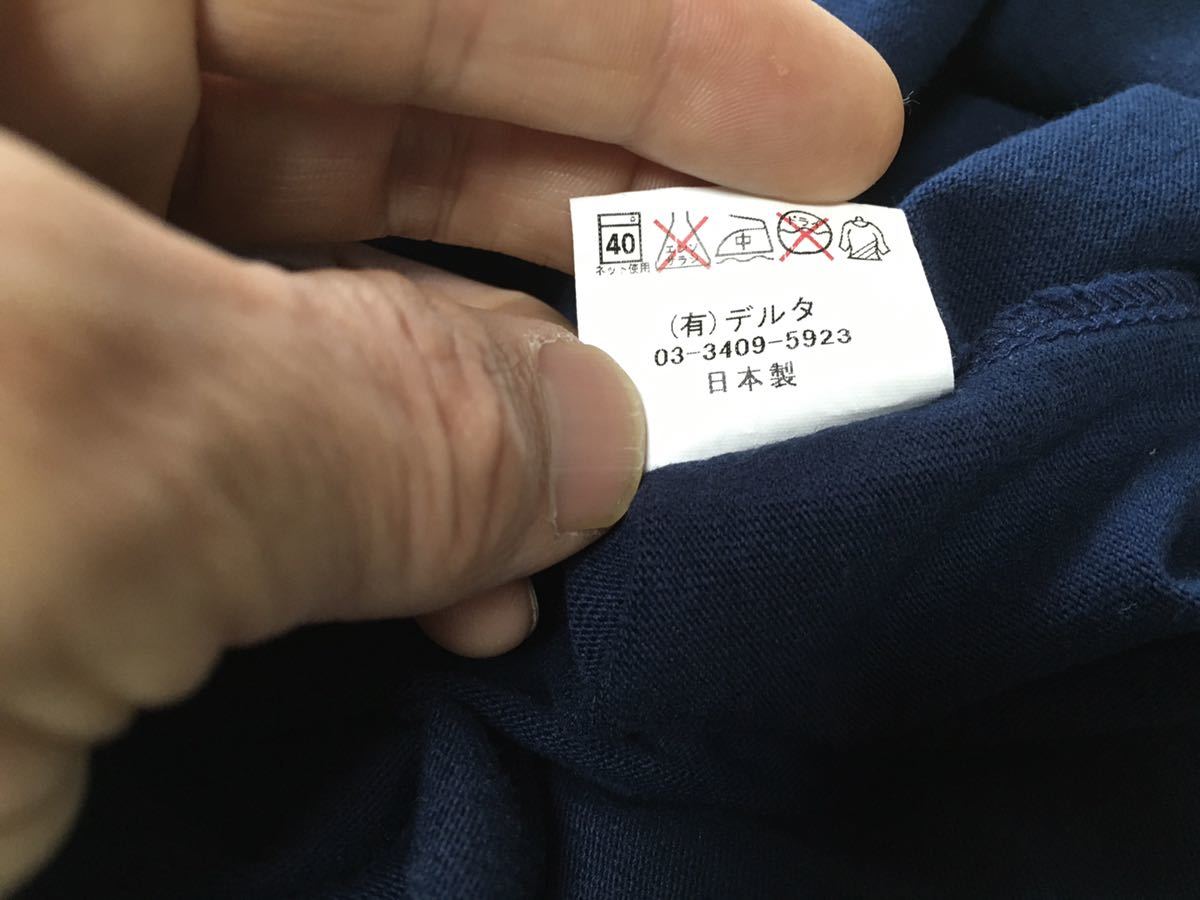 40 エンソサラシ 中 ドライ
ネット使用
(有)デルタ
03-3409-5923
日本製